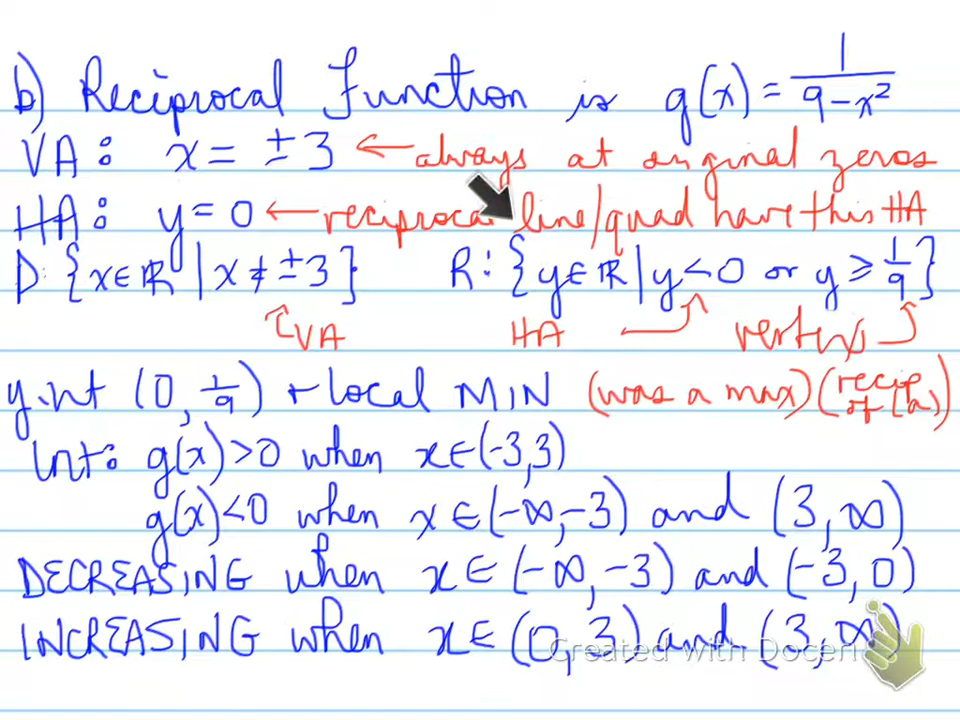 b) Reciprocal Function is g(x) = 1/(9-x²)
VA: x = ±3 ← always at original zeros
HA: y = 0 ← reciprocal line/quad have this HA
D: {x∈ℝ | x ≠ ±3} R: {y∈ℝ | y<0 or y ≥ 1/9}
↑VA HA vertex
y.int (0, 1/9) + local MIN (was a max) (recip of (a))
Int: g(x)>0 when x∈(-3,3)
g(x)<0 when x∈(-∞,-3) and (3,∞)
DECREASING when x∈(-∞,-3) and (-3,0)
INCREASING when x∈(0,3) and (3,∞)
Created with Doceri